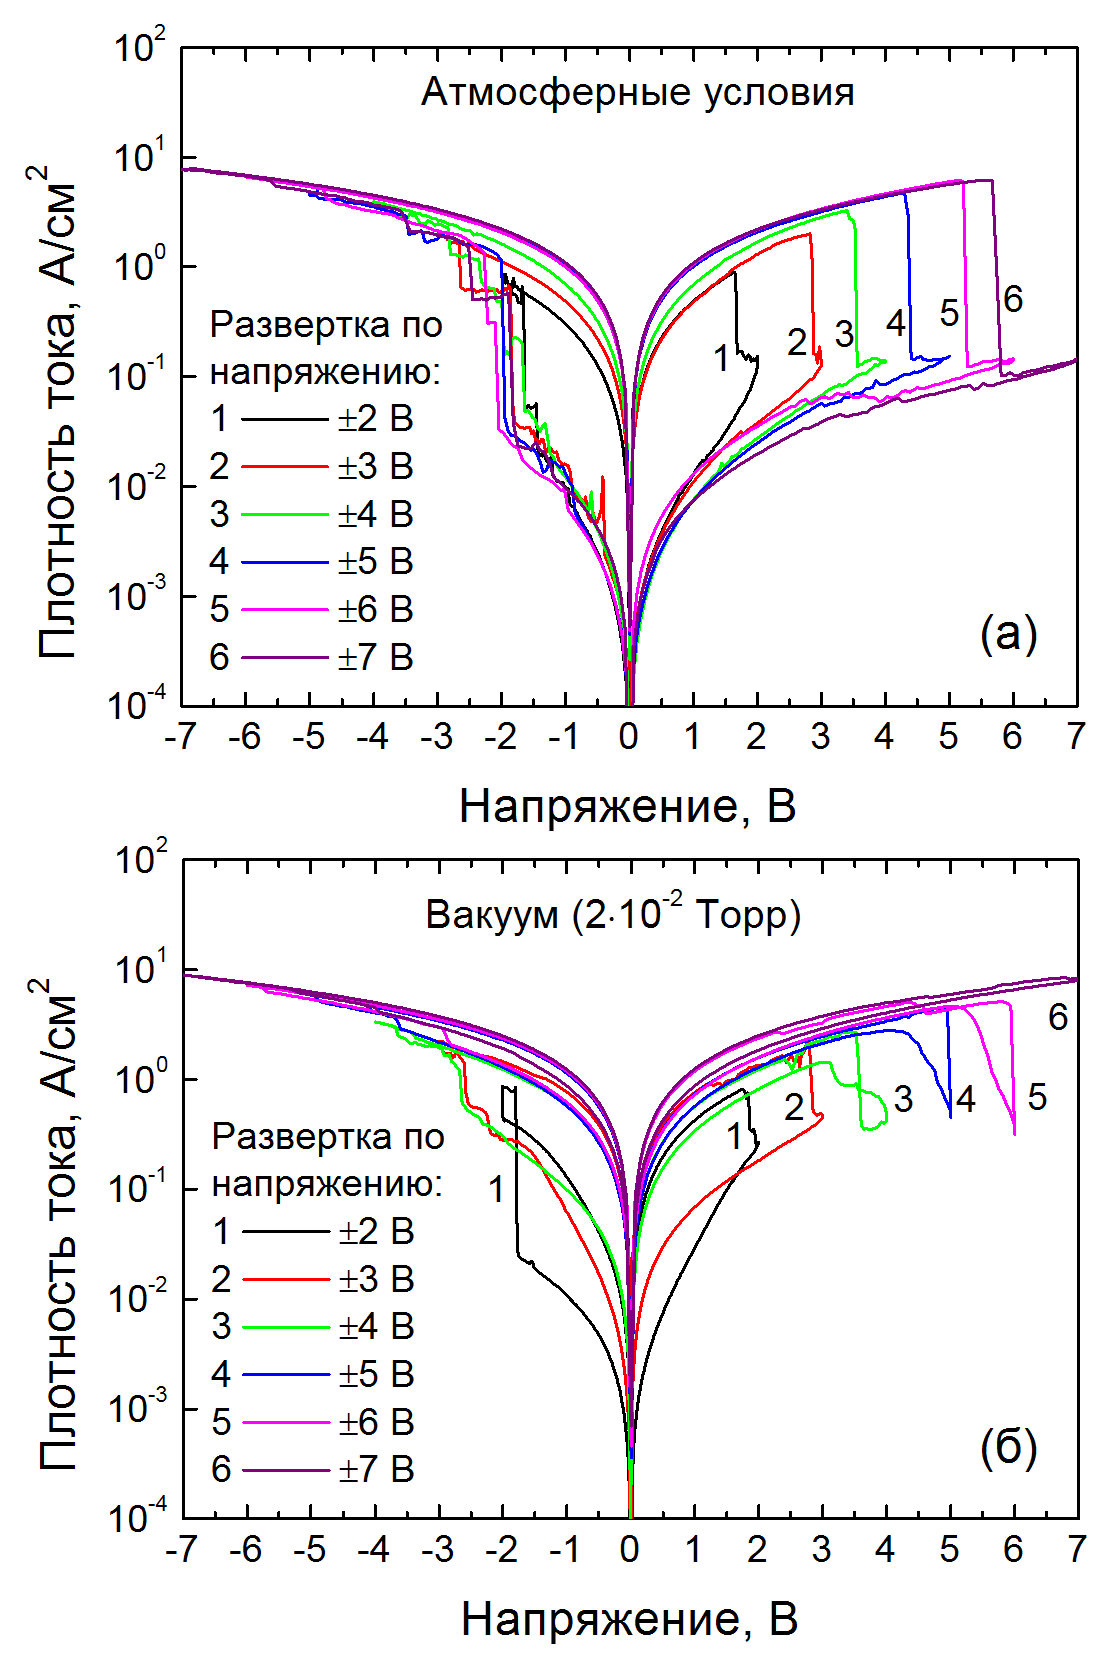 Атмосферные условия
Плотность тока, А/см²
10²
10¹
10⁰
10⁻¹
10⁻²
10⁻³
10⁻⁴
Развертка по
напряжению:
1 ±2 В
2 ±3 В
3 ±4 В
4 ±5 В
5 ±6 В
6 ±7 В
1 2 3 4 5 6
(а)
-7 -6 -5 -4 -3 -2 -1 0 1 2 3 4 5 6 7
Напряжение, В
Вакуум (2·10⁻² Торр)
Плотность тока, А/см²
10²
10¹
10⁰
10⁻¹
10⁻²
10⁻³
10⁻⁴
Развертка по
напряжению:
1 ±2 В
2 ±3 В
3 ±4 В
4 ±5 В
5 ±6 В
6 ±7 В
1 1 2 3 4 5 6
(б)
-7 -6 -5 -4 -3 -2 -1 0 1 2 3 4 5 6 7
Напряжение, В